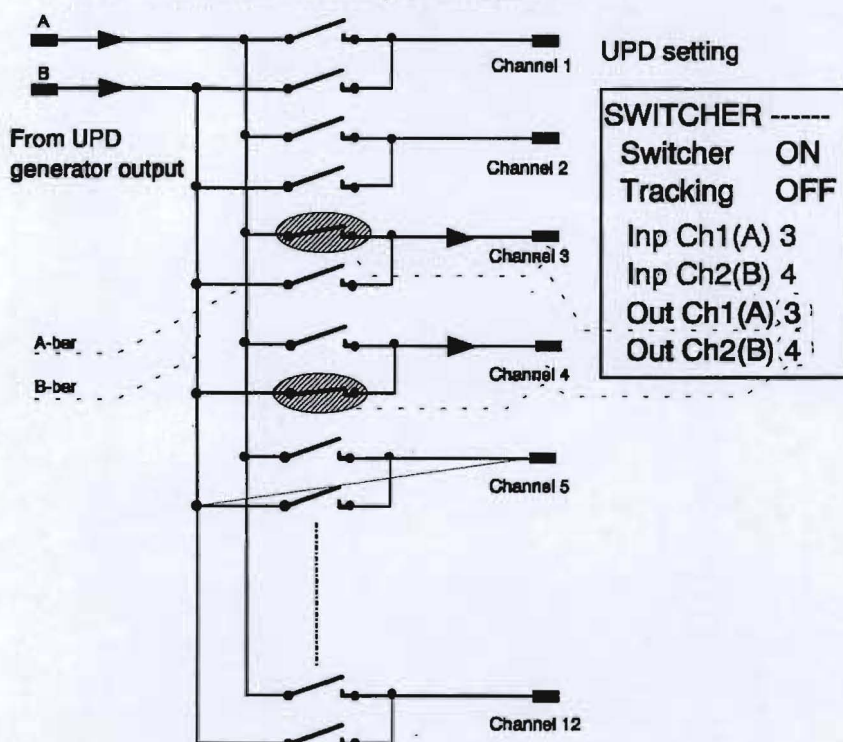 A
B
From UPD
generator output
Channel 1
Channel 2
Channel 3
Channel 4
Channel 5
Channel 12
A-bar
B-bar
UPD setting
SWITCHER ------
Switcher ON
Tracking OFF
Inp Ch1(A) 3
Inp Ch2(B) 4
Out Ch1(A) 3
Out Ch2(B) 4